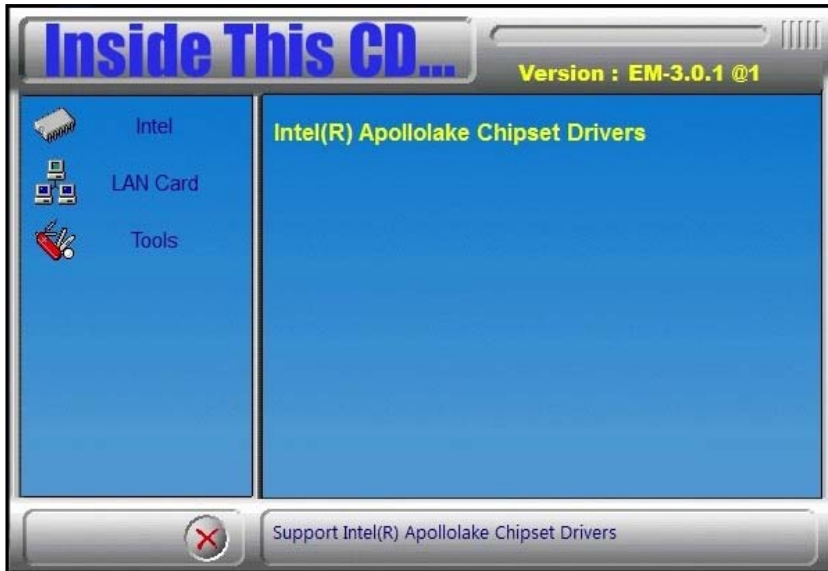 Inside This CD...
Version : EM-3.0.1 @1
Intel
LAN Card
Tools
Intel(R) Apollolake Chipset Drivers
Support Intel(R) Apollolake Chipset Drivers